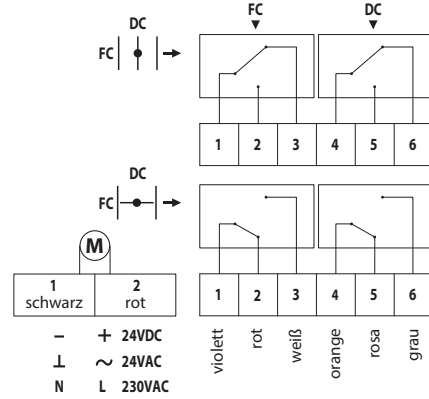 FC DC
DC
FC
1 2 3 4 5 6
DC
FC
M
1 2
schwarz rot
1 2 3 4 5 6
− + 24VDC
⊥ ~ 24VAC
N L 230VAC
violett
rot
weiß
orange
rosa
grau